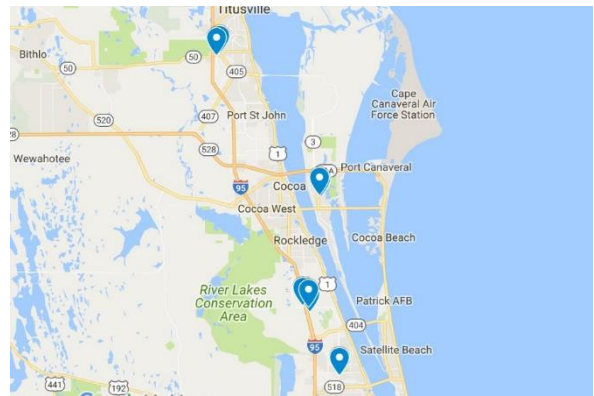 Titusville
Bithlo
50
50
405
Cape
Canaveral Air
Force Station
520
407
Port St John
3
528
1
Wewahotee
Port Canaveral
95
Cocoa
Cocoa West
Rockledge
Cocoa Beach
River Lakes
Conservation
Area
1
Patrick AFB
404
95
Satellite Beach
441
192
518